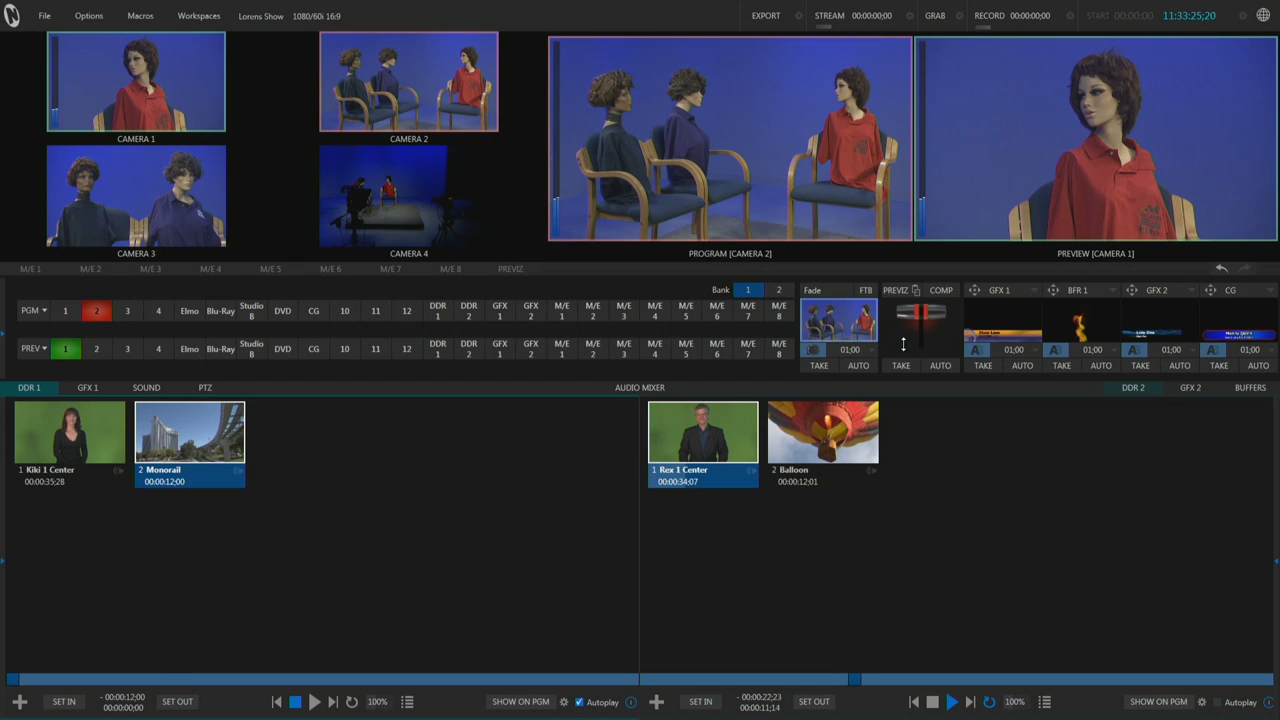 File Options Macros Workspaces Lorens Show 1080/60i 16:9 EXPORT STREAM 00:00:00;00 GRAB RECORD 00:00:00;00 START 00:00:00;00 11:33:25;20
CAMERA 1 CAMERA 2
CAMERA 3 CAMERA 4 PROGRAM [CAMERA 2] PREVIEW [CAMERA 1]
M/E 1 M/E 2 M/E 3 M/E 4 M/E 5 M/E 6 M/E 7 M/E 8 PREVIZ
Bank 1 2 Fade FTB PREVIZ COMP GFX 1 BFR 1 GFX 2 CG
PGM 1 2 3 4 Elmo Blu-Ray Studio B DVD CG 10 11 12 DDR 1 DDR 2 GFX 1 GFX 2 M/E 1 M/E 2 M/E 3 M/E 4 M/E 5 M/E 6 M/E 7 M/E 8
PREV 1 2 3 4 Elmo Blu-Ray Studio B DVD CG 10 11 12 DDR 1 DDR 2 GFX 1 GFX 2 M/E 1 M/E 2 M/E 3 M/E 4 M/E 5 M/E 6 M/E 7 M/E 8
01;00 01;00 01;00 01;00 01;00
TAKE AUTO TAKE AUTO TAKE AUTO TAKE AUTO TAKE AUTO TAKE AUTO
DDR 1 GFX 1 SOUND PTZ AUDIO MIXER DDR 2 GFX 2 BUFFERS
1 Kiki 1 Center 2 Monorail 1 Rex 1 Center 2 Balloon
00:00:35;28 00:00:12;00 00:00:34;07 00:00:12;01
SET IN - 00:00:12;00 SET OUT 100% SHOW ON PGM Autoplay SET IN - 00:00:22;23 SET OUT 100% SHOW ON PGM Autoplay
00:00:00;00 00:00:11;14